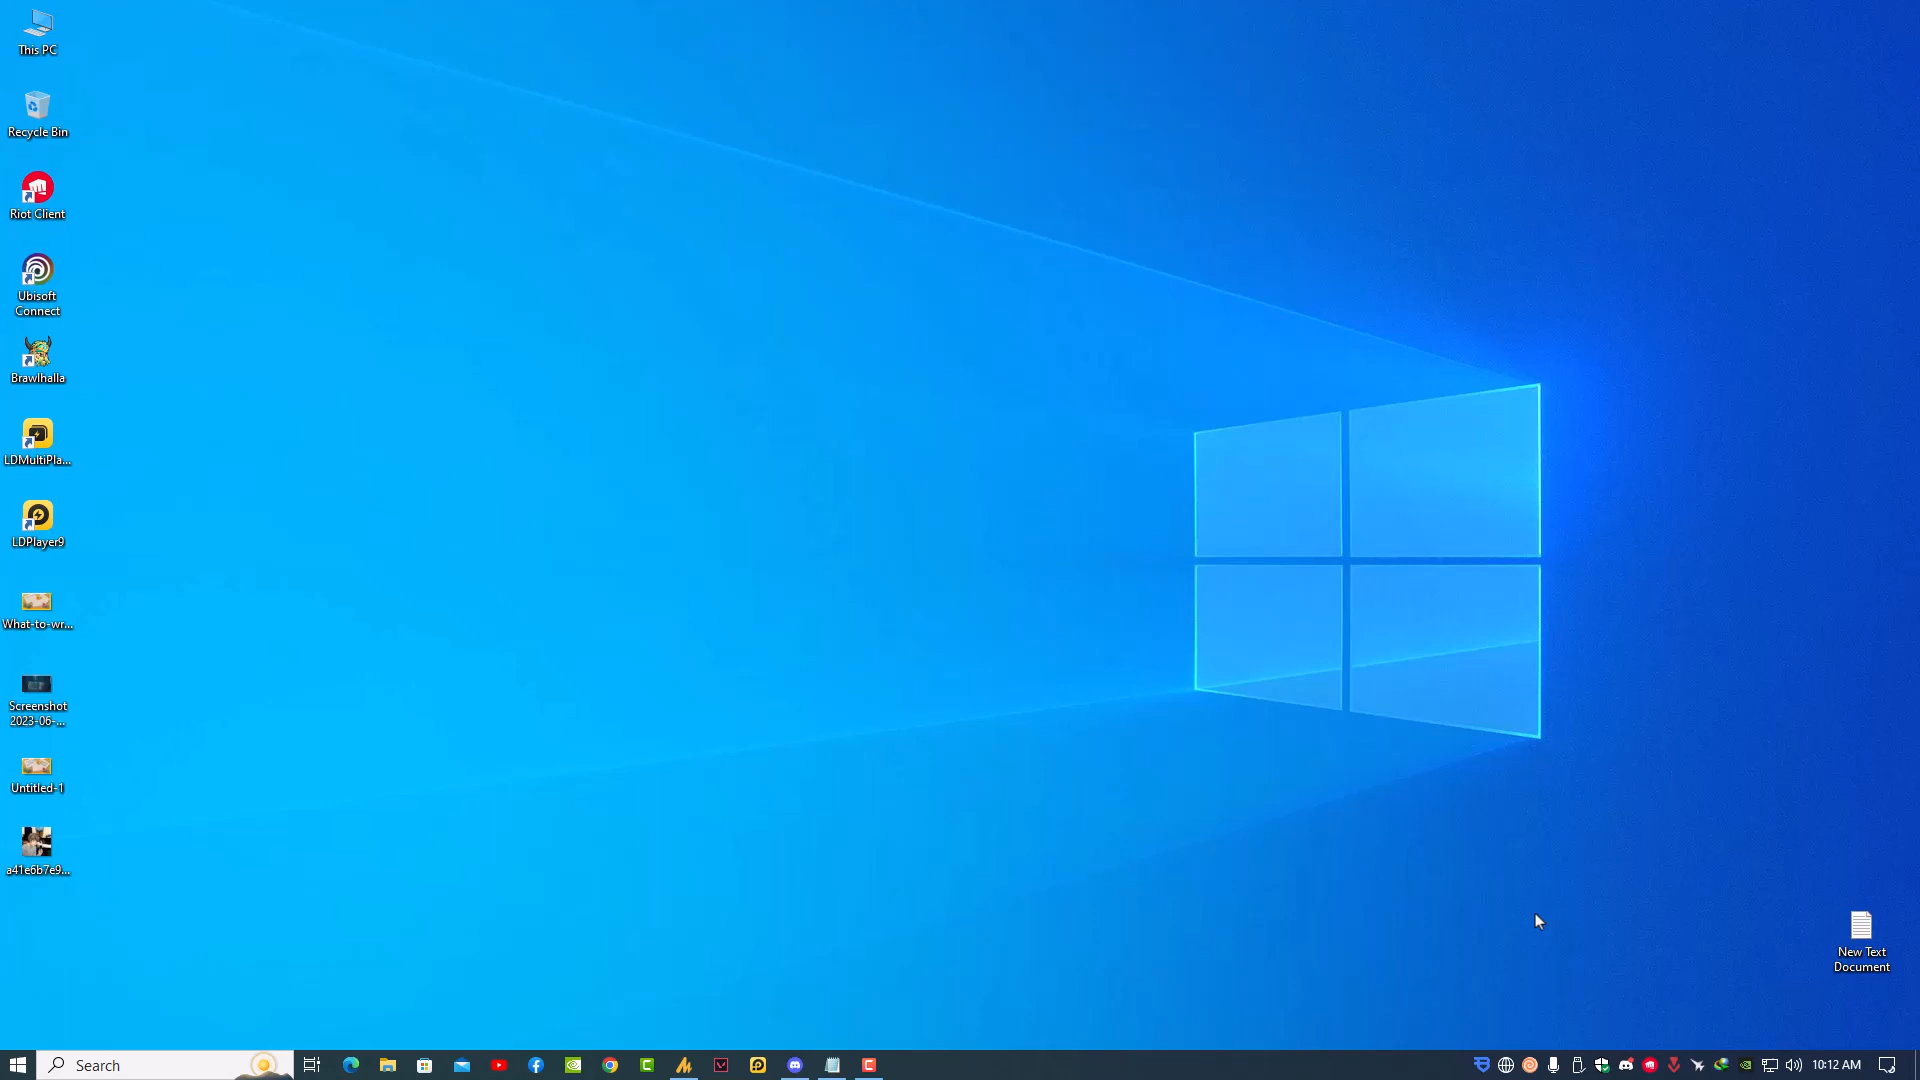 This PC
Recycle Bin
Riot Client
Ubisoft
Connect
Brawlhalla
LDMultiPla...
LDPlayer9
What-to-wr...
Screenshot
2023-06-...
Untitled-1
a41e6b7e9...
New Text
Document
Search
10:12 AM